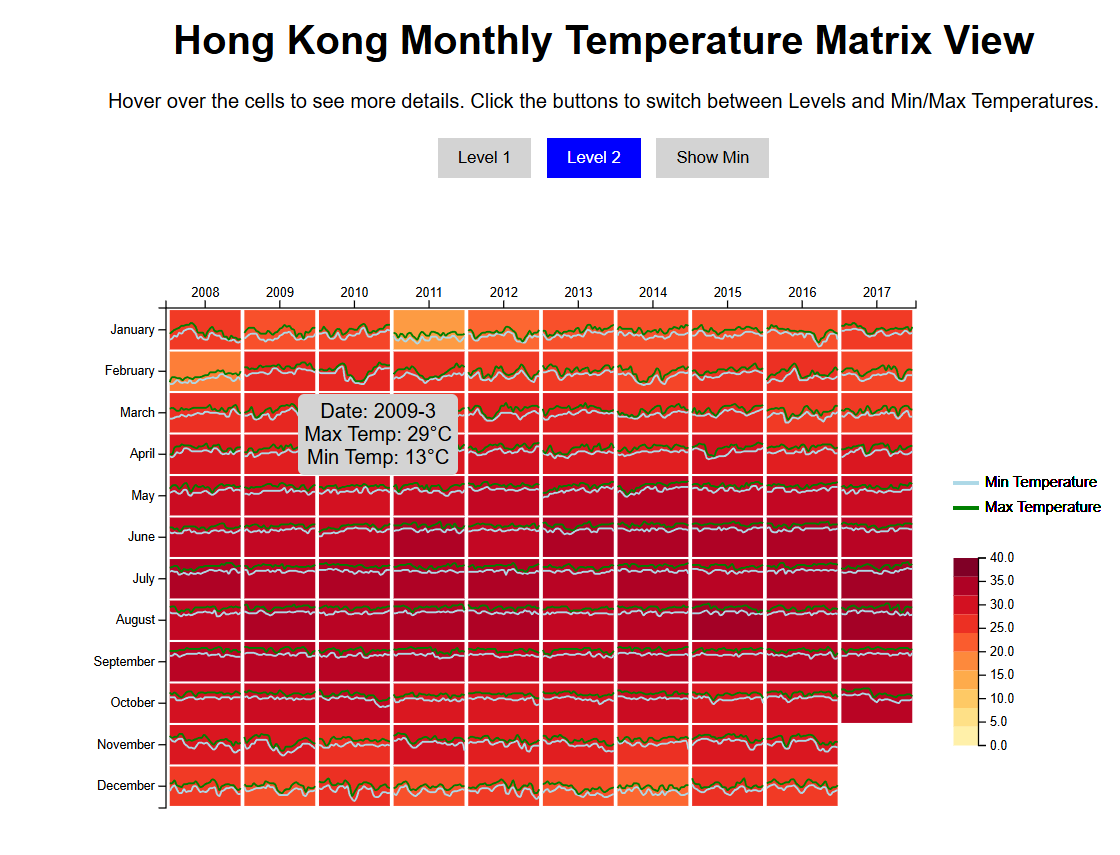 Hong Kong Monthly Temperature Matrix View
Hover over the cells to see more details. Click the buttons to switch between Levels and Min/Max Temperatures.
Level 1 Level 2 Show Min
2008 2009 2010 2011 2012 2013 2014 2015 2016 2017
January
February
March
Date: 2009-3
Max Temp: 29°C
Min Temp: 13°C
April
May
June
July
August
September
October
November
December
Min Temperature
Max Temperature
40.0
35.0
30.0
25.0
20.0
15.0
10.0
5.0
0.0